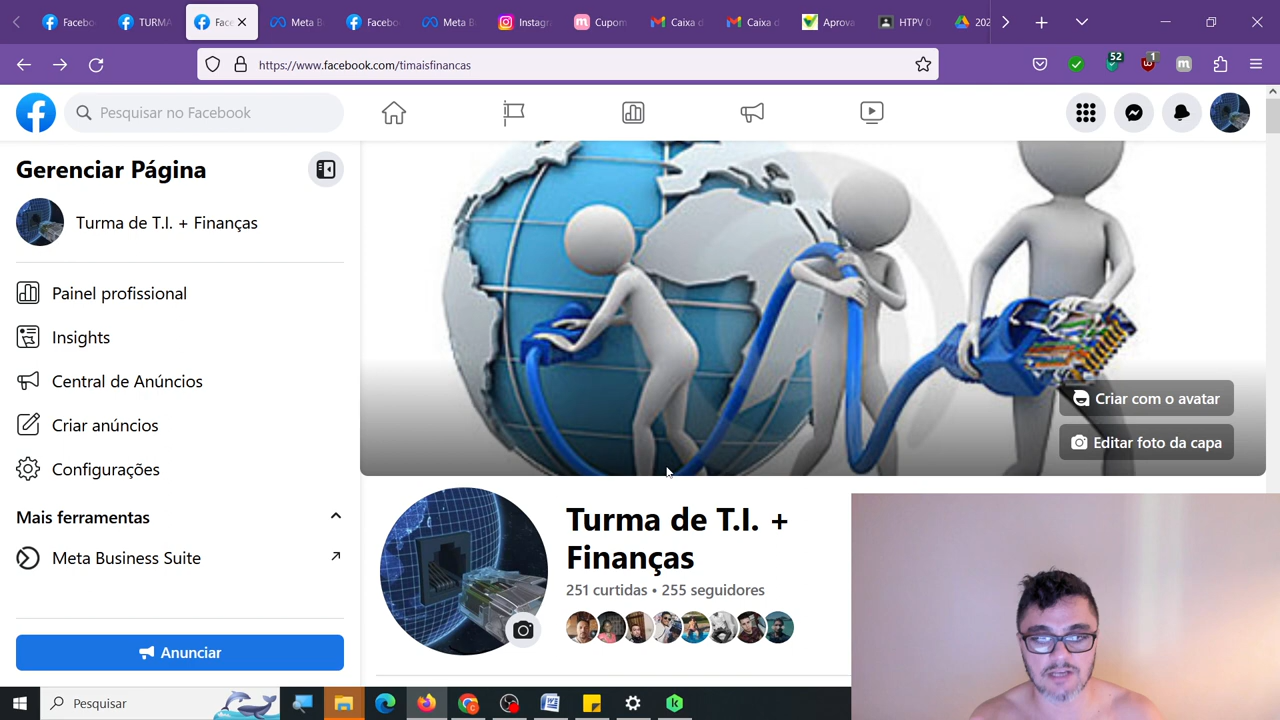 Facebo
TURMA
Face
Meta B
Facebo
Meta B
Instagr
Cupom
Caixa d
Caixa d
Aprova
HTPV 0
202
https://www.facebook.com/timaisfinancas
52
1
Pesquisar no Facebook
Gerenciar Página
Turma de T.I. + Finanças
Painel profissional
Insights
Central de Anúncios
Criar anúncios
Configurações
Mais ferramentas
Meta Business Suite
Anunciar
Criar com o avatar
Editar foto da capa
Turma de T.I. +
Finanças
251 curtidas • 255 seguidores
Pesquisar